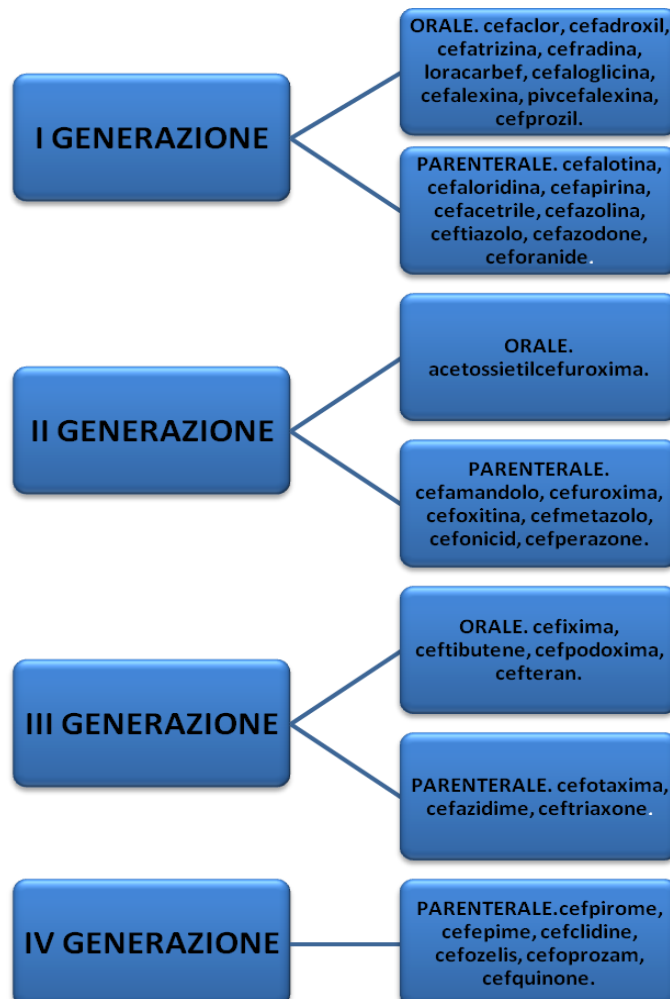 I GENERAZIONE
ORALE. cefaclor, cefadroxil,
cefatrizina, cefradina,
loracarbef, cefaloglicina,
cefalexina, pivcefalexina,
cefprozil.
PARENTERALE. cefalotina,
cefaloridina, cefapirina,
cefacetrile, cefazolina,
ceftiazolo, cefazodone,
ceforanide.
II GENERAZIONE
ORALE.
acetossietilcefuroxima.
PARENTERALE.
cefamandolo, cefuroxima,
cefoxitina, cefmetazolo,
cefonicid, cefperazone.
III GENERAZIONE
ORALE. cefixima,
ceftibutene, cefpodoxima,
cefteran.
PARENTERALE. cefotaxima,
cefazidime, ceftriaxone.
IV GENERAZIONE
PARENTERALE.cefpirome,
cefepime, cefclidine,
cefozelis, cefoprozam,
cefquinone.